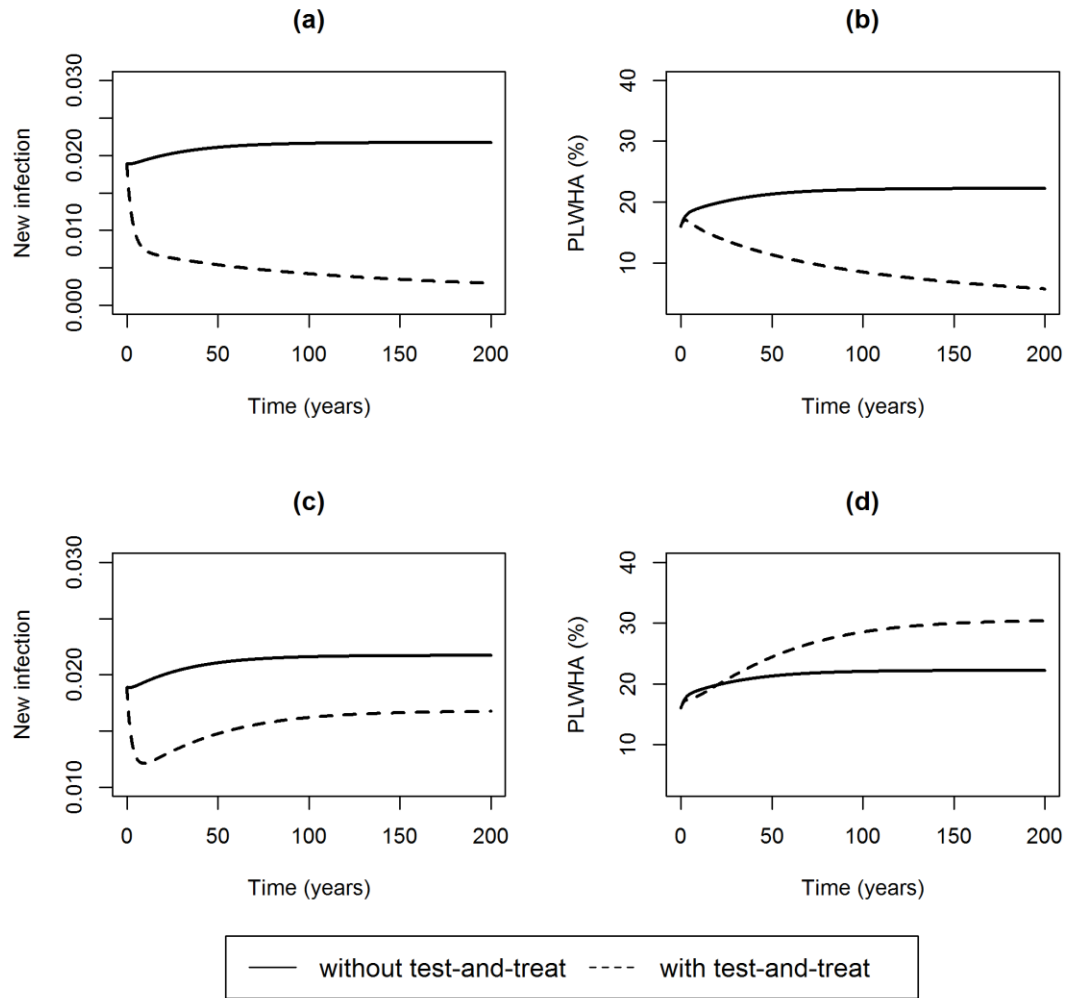 (a)
New infection
0.030
0.020
0.010
0.000
0 50 100 150 200
Time (years)
(b)
PLWHA (%)
40
30
20
10
0 50 100 150 200
Time (years)
(c)
New infection
0.030
0.020
0.010
0 50 100 150 200
Time (years)
(d)
PLWHA (%)
40
30
20
10
0 50 100 150 200
Time (years)
without test-and-treat with test-and-treat